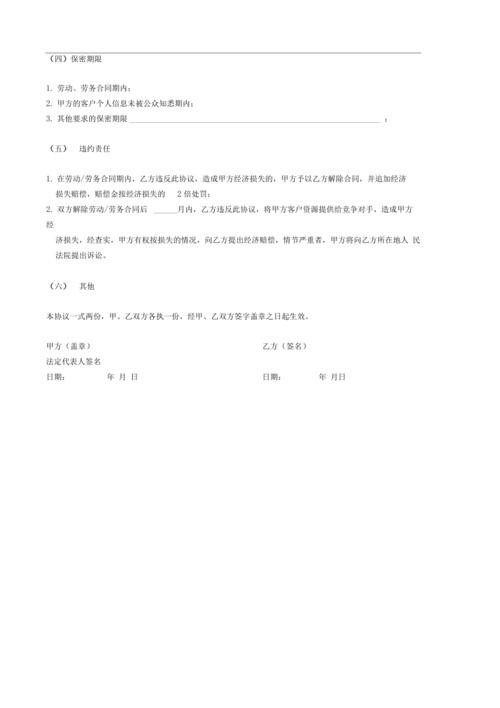 （四）保密期限
1. 劳动、劳务合同期内；
2. 甲方的客户个人信息未被公众知悉期内；
3. 其他要求的保密期限 ______________________________ ；
（五） 违约责任
1. 在劳动/劳务合同期内，乙方违反此协议，造成甲方经济损失的，甲方予以乙方解除合同，并追加经济
损失赔偿，赔偿金按经济损失的 2 倍处罚；
2. 双方解除劳动/劳务合同后 ______月内，乙方违反此协议，将甲方客户资源提供给竞争对手，造成甲方
经
济损失，经查实，甲方有权按损失的情况，向乙方提出经济赔偿，情节严重者，甲方将向乙方所在地人 民
法院提出诉讼。
（六） 其他
本协议一式两份，甲、乙双方各执一份。经甲、乙双方签字盖章之日起生效。
甲方（盖章） 乙方（签名）
法定代表人签名
日期： 年 月 日 日期： 年 月日